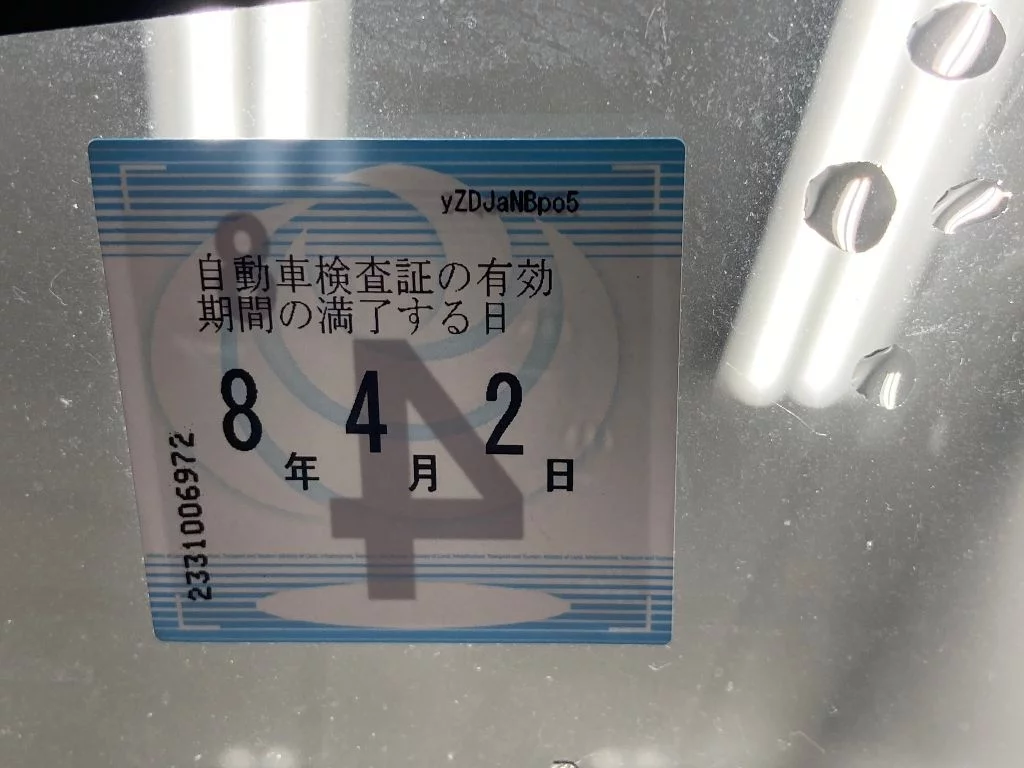 yZDJaNBpo5
自動車検査証の有効
期間の満了する日
8年 4月 2日
2331006972